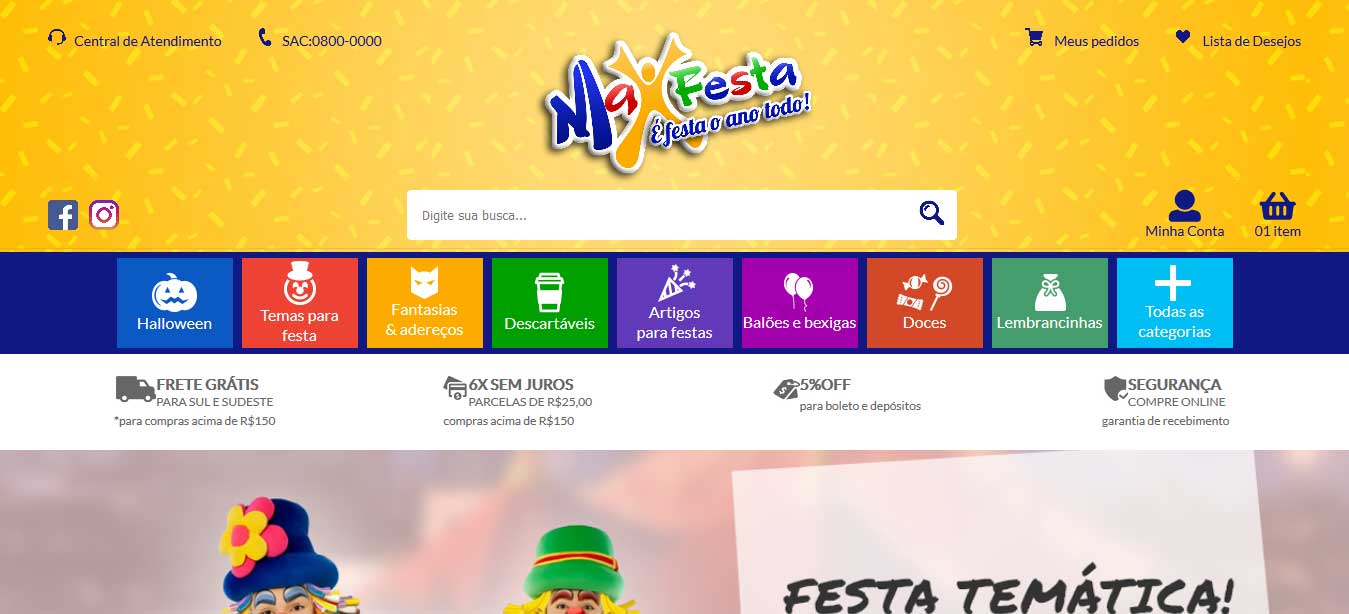 Central de Atendimento
SAC:0800-0000
Meus pedidos
Lista de Desejos
MaxFesta
É festa o ano todo!
Digite sua busca...
Minha Conta
01 item
Halloween
Temas para
festa
Fantasias
& adereços
Descartáveis
Artigos
para festas
Balões e bexigas
Doces
Lembrancinhas
Todas as
categorias
FRETE GRÁTIS
PARA SUL E SUDESTE
*para compras acima de R$150
6X SEM JUROS
PARCELAS DE R$25,00
compras acima de R$150
5%OFF
para boleto e depósitos
SEGURANÇA
COMPRE ONLINE
garantia de recebimento
FESTA TEMÁTICA!